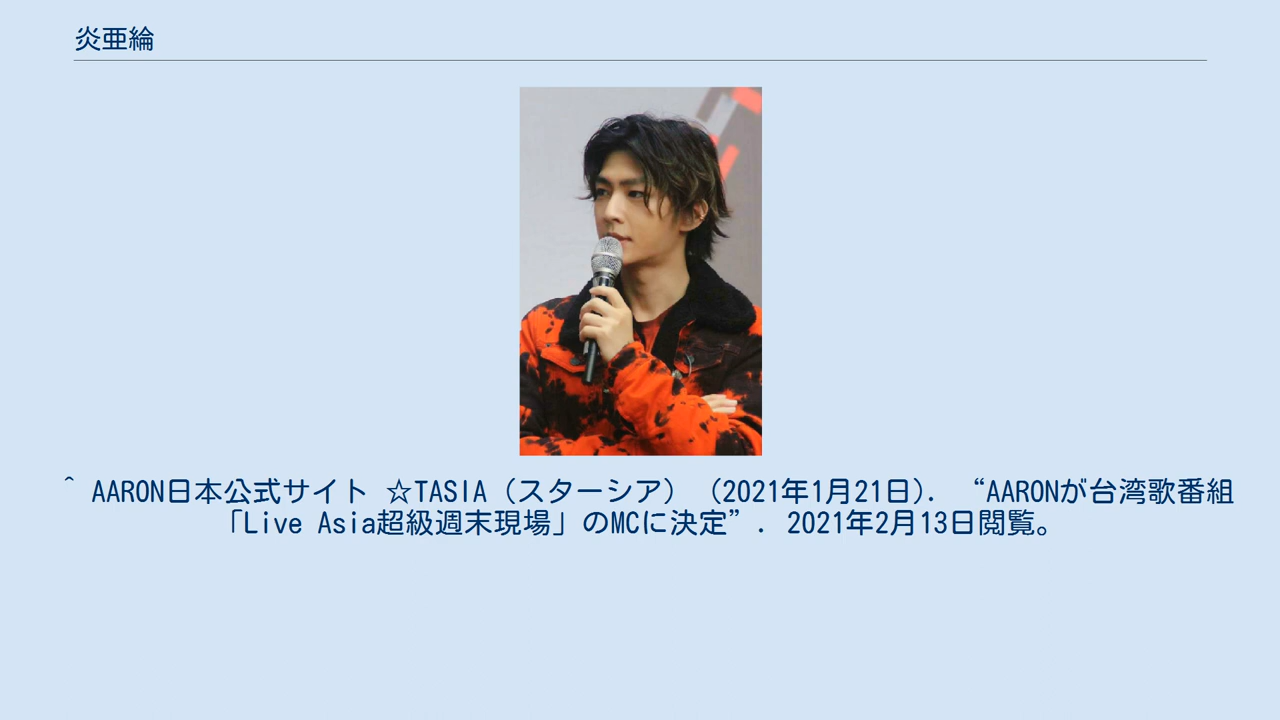 炎亜綸
^ AARON日本公式サイト ☆TASIA（スターシア）（2021年1月21日）. “AARONが台湾歌番組
「Live Asia超級週末現場」のMCに決定”. 2021年2月13日閲覧。